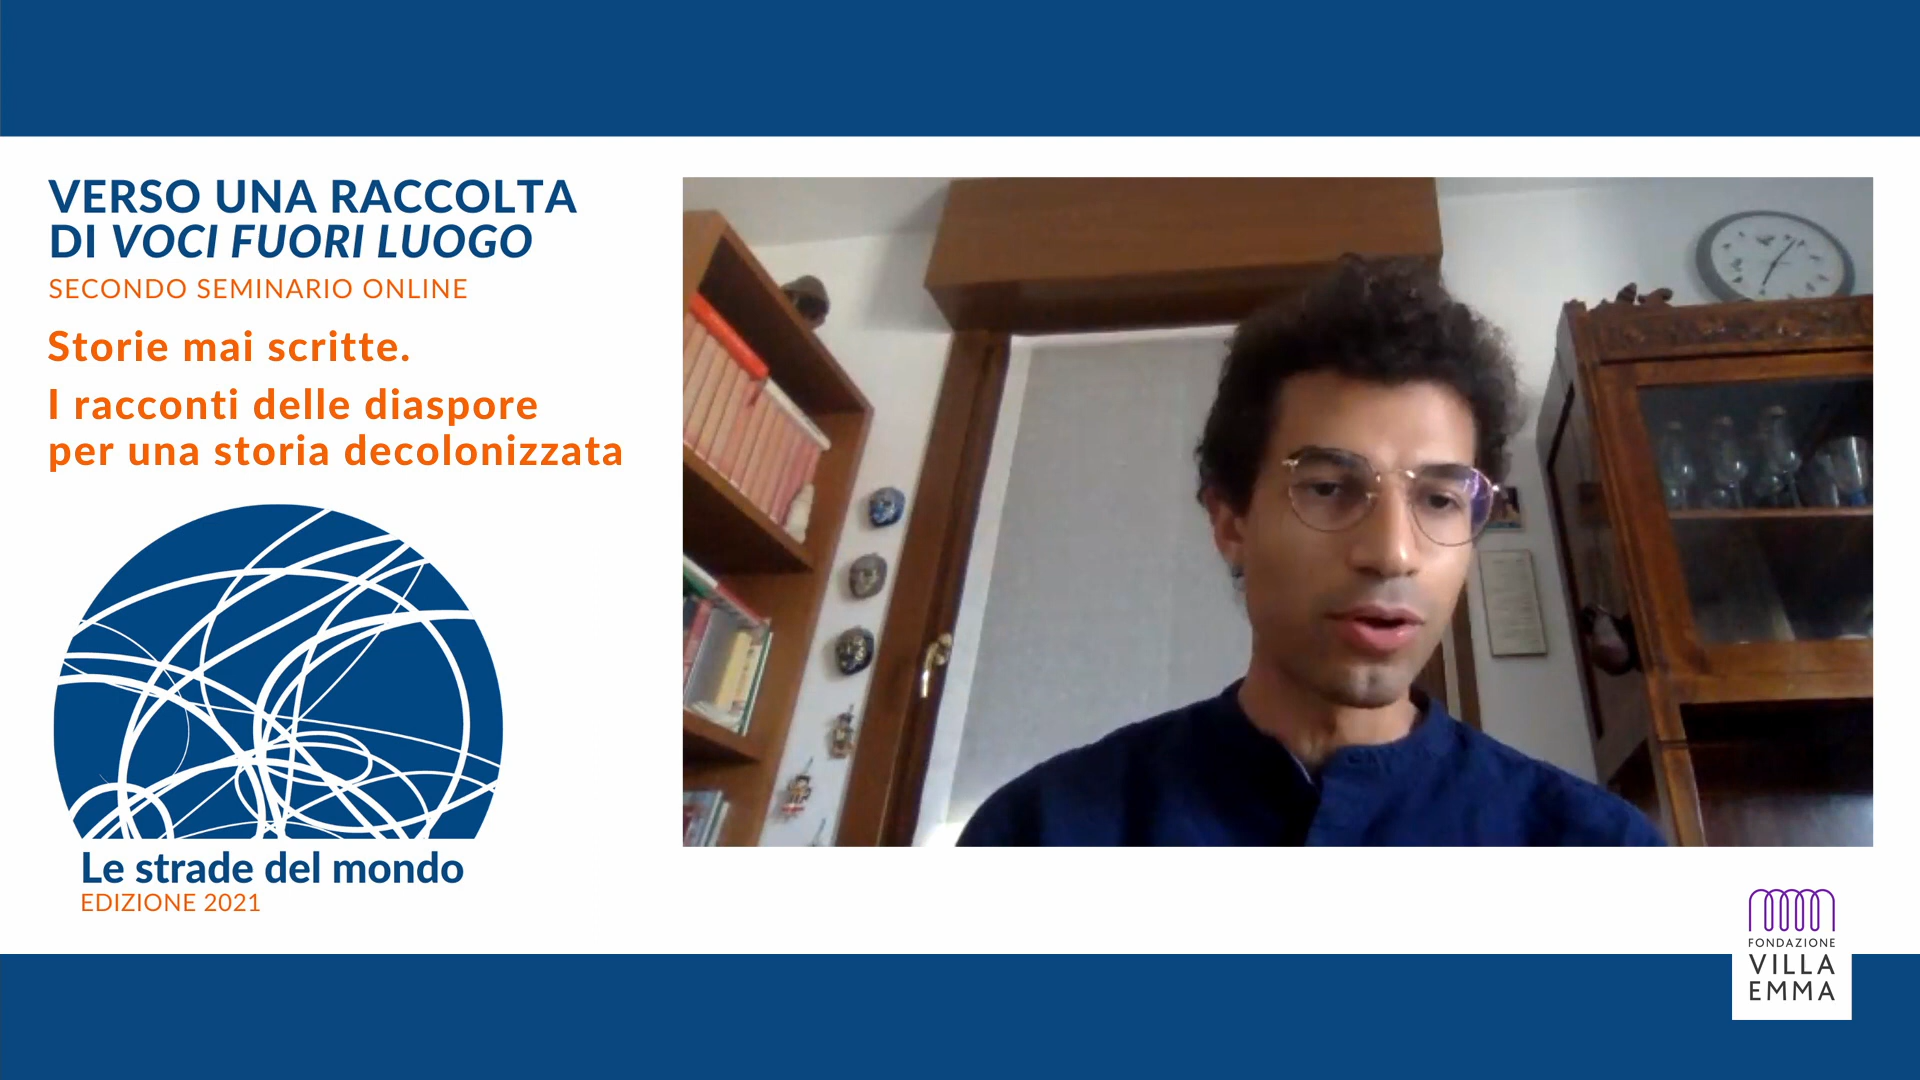 VERSO UNA RACCOLTA
DI VOCI FUORI LUOGO
SECONDO SEMINARIO ONLINE
Storie mai scritte.
I racconti delle diaspore
per una storia decolonizzata
Le strade del mondo
EDIZIONE 2021
FONDAZIONE
VILLA
EMMA